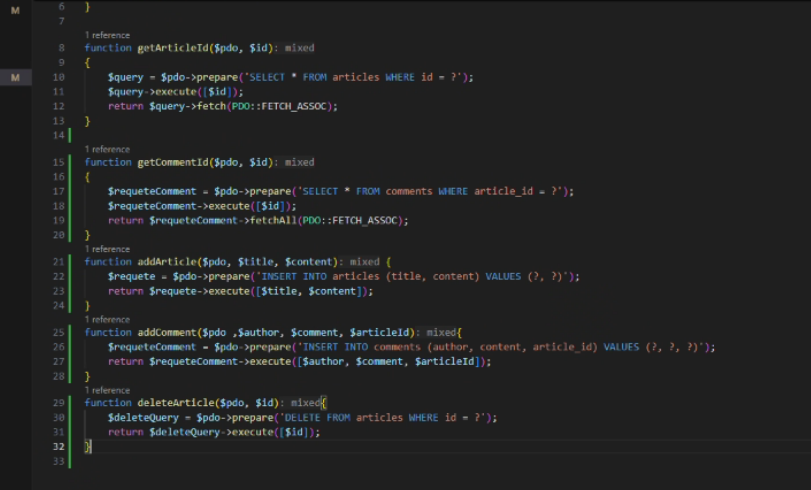 M
6 }
7
1 reference
8 function getArticleId($pdo, $id): mixed
9 {
10 $query = $pdo->prepare('SELECT * FROM articles WHERE id = ?');
11 $query->execute([$id]);
12 return $query->fetch(PDO::FETCH_ASSOC);
M
13 }
14
1 reference
15 function getCommentId($pdo, $id): mixed
16 {
17 $requeteComment = $pdo->prepare('SELECT * FROM comments WHERE article_id = ?');
18 $requeteComment->execute([$id]);
19 return $requeteComment->fetchAll(PDO::FETCH_ASSOC);
20 }
1 reference
21 function addArticle($pdo, $title, $content): mixed {
22 $requete = $pdo->prepare('INSERT INTO articles (title, content) VALUES (?, ?)');
23 return $requete->execute([$title, $content]);
24 }
1 reference
25 function addComment($pdo ,$author, $comment, $articleId): mixed{
26 $requeteComment = $pdo->prepare('INSERT INTO comments (author, content, article_id) VALUES (?, ?, ?)');
27 return $requeteComment->execute([$author, $comment, $articleId]);
28 }
1 reference
29 function deleteArticle($pdo, $id): mixed{
30 $deleteQuery = $pdo->prepare('DELETE FROM articles WHERE id = ?');
31 return $deleteQuery->execute([$id]);
32 }
33